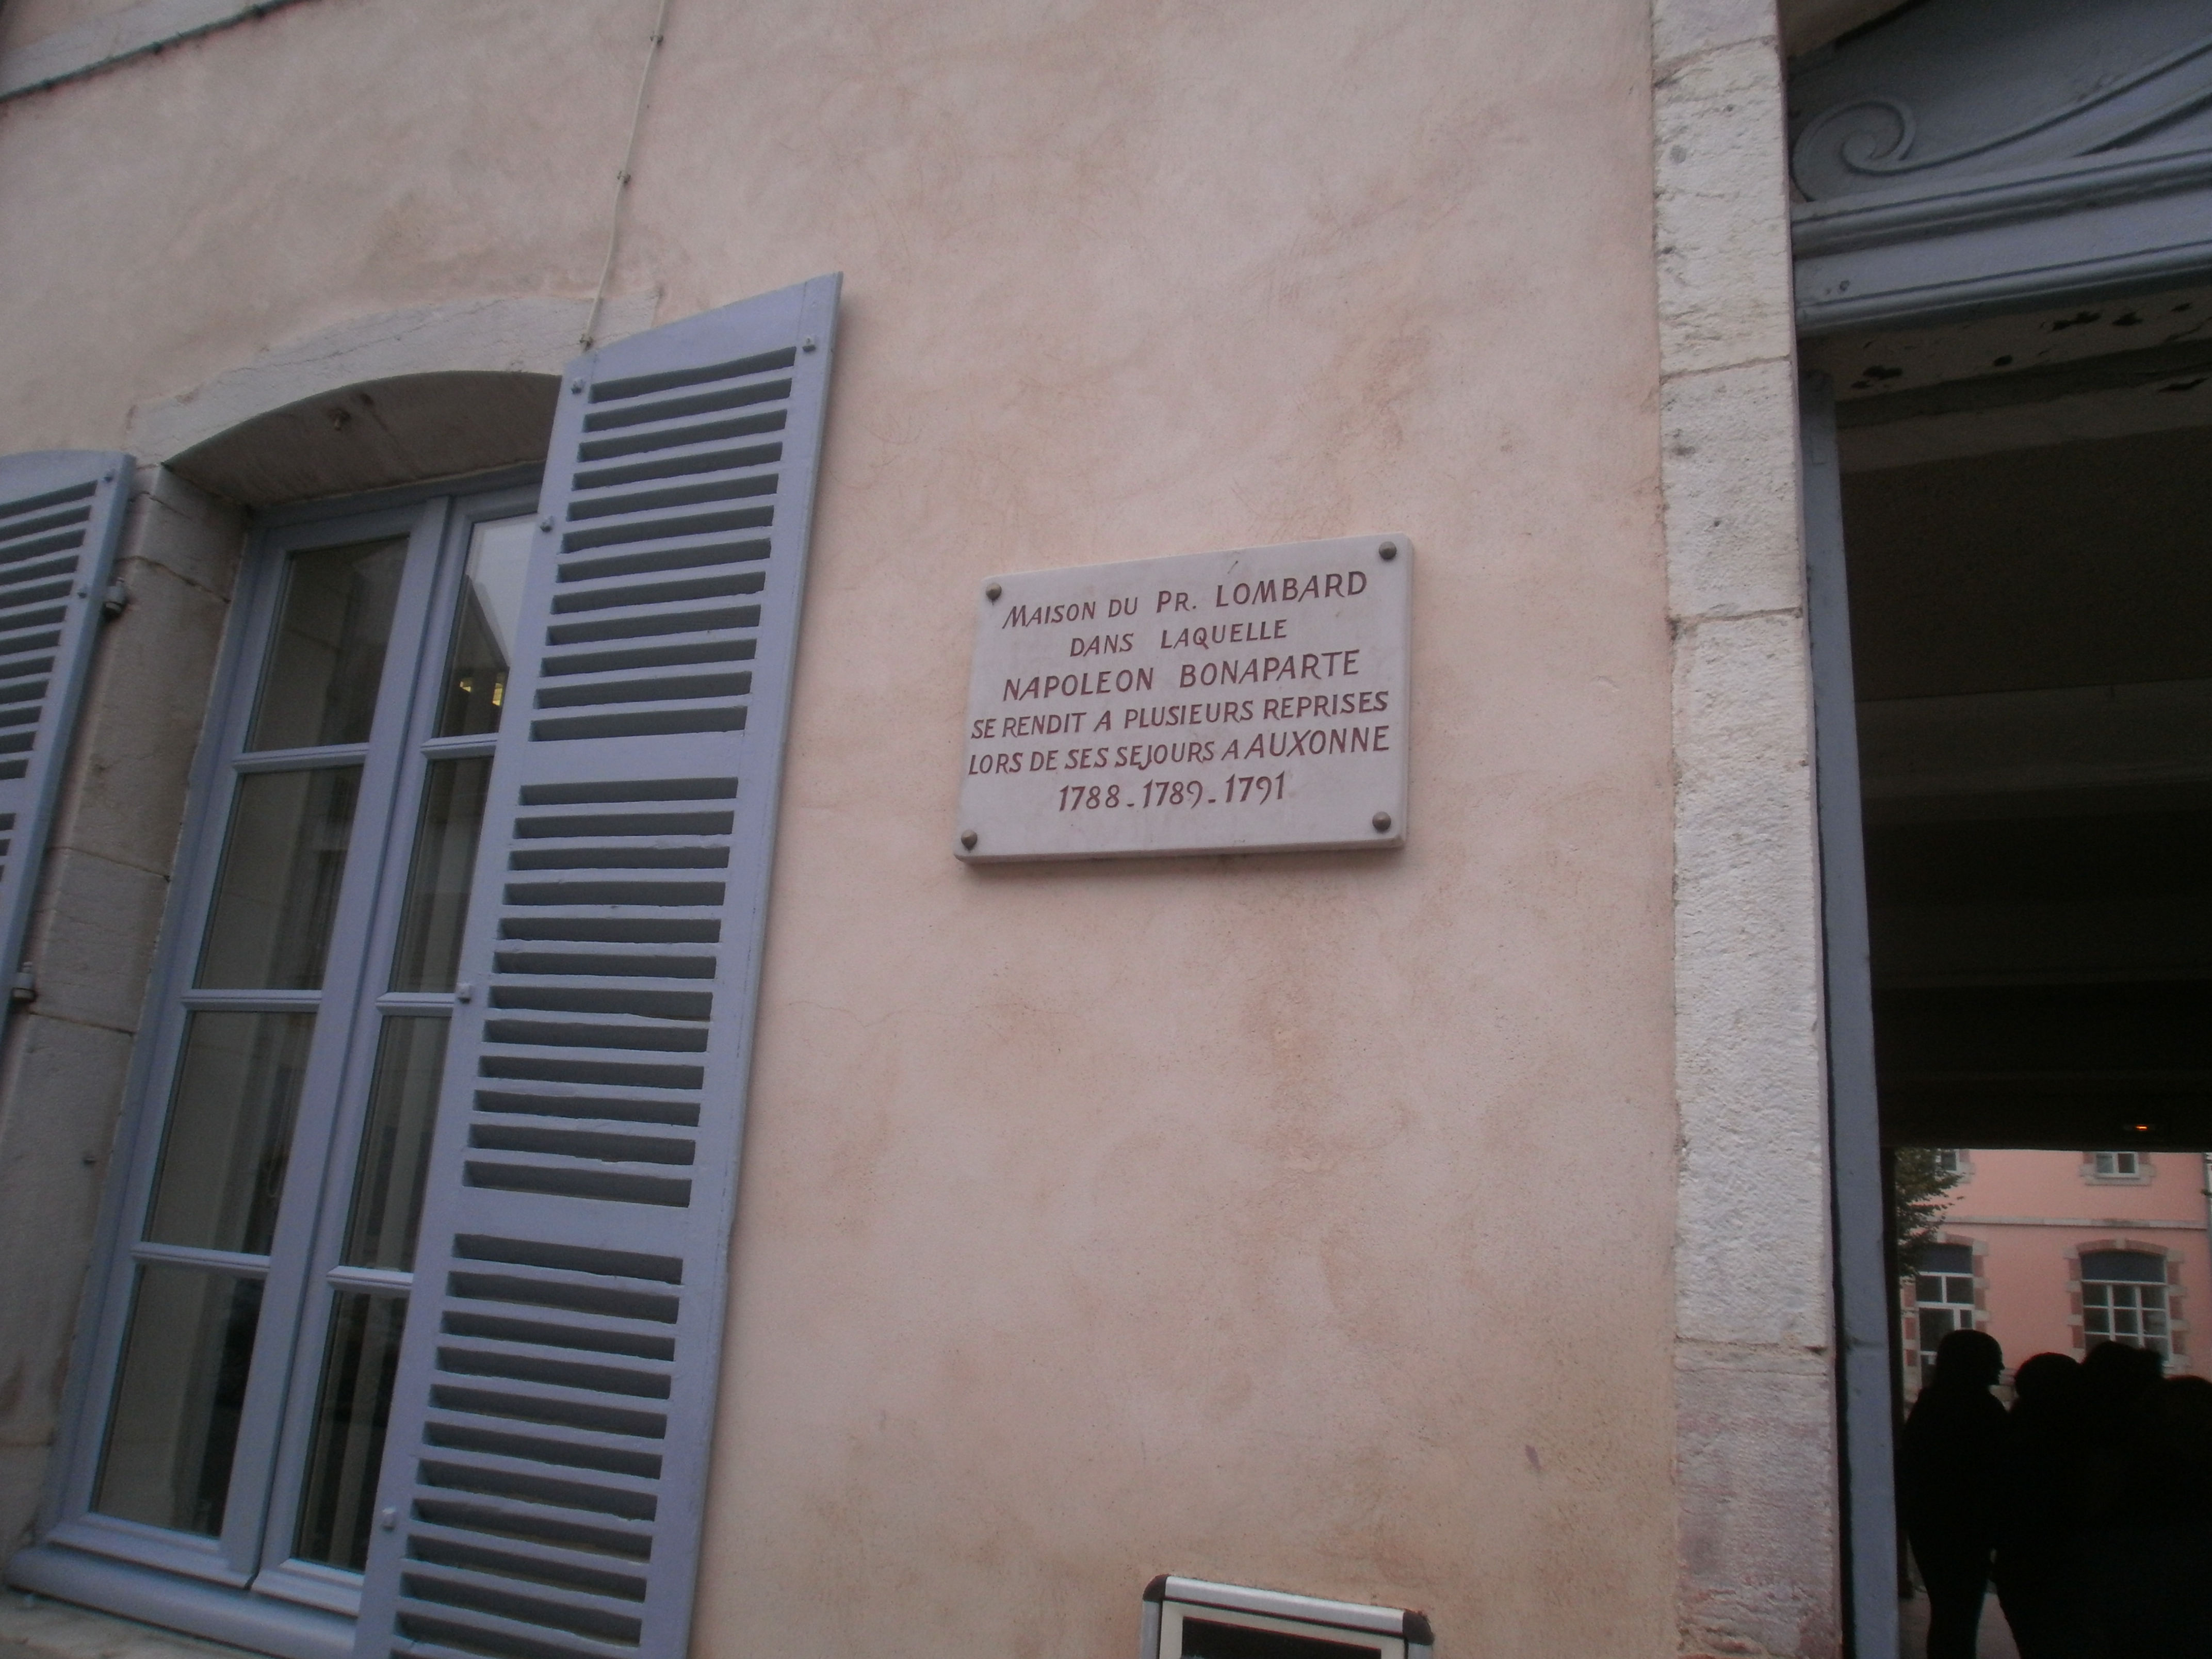 MAISON DU PR. LOMBARD
DANS LAQUELLE
NAPOLEON BONAPARTE
SE RENDIT A PLUSIEURS REPRISES
LORS DE SES SEJOURS A AUXONNE
1788-1789-1791